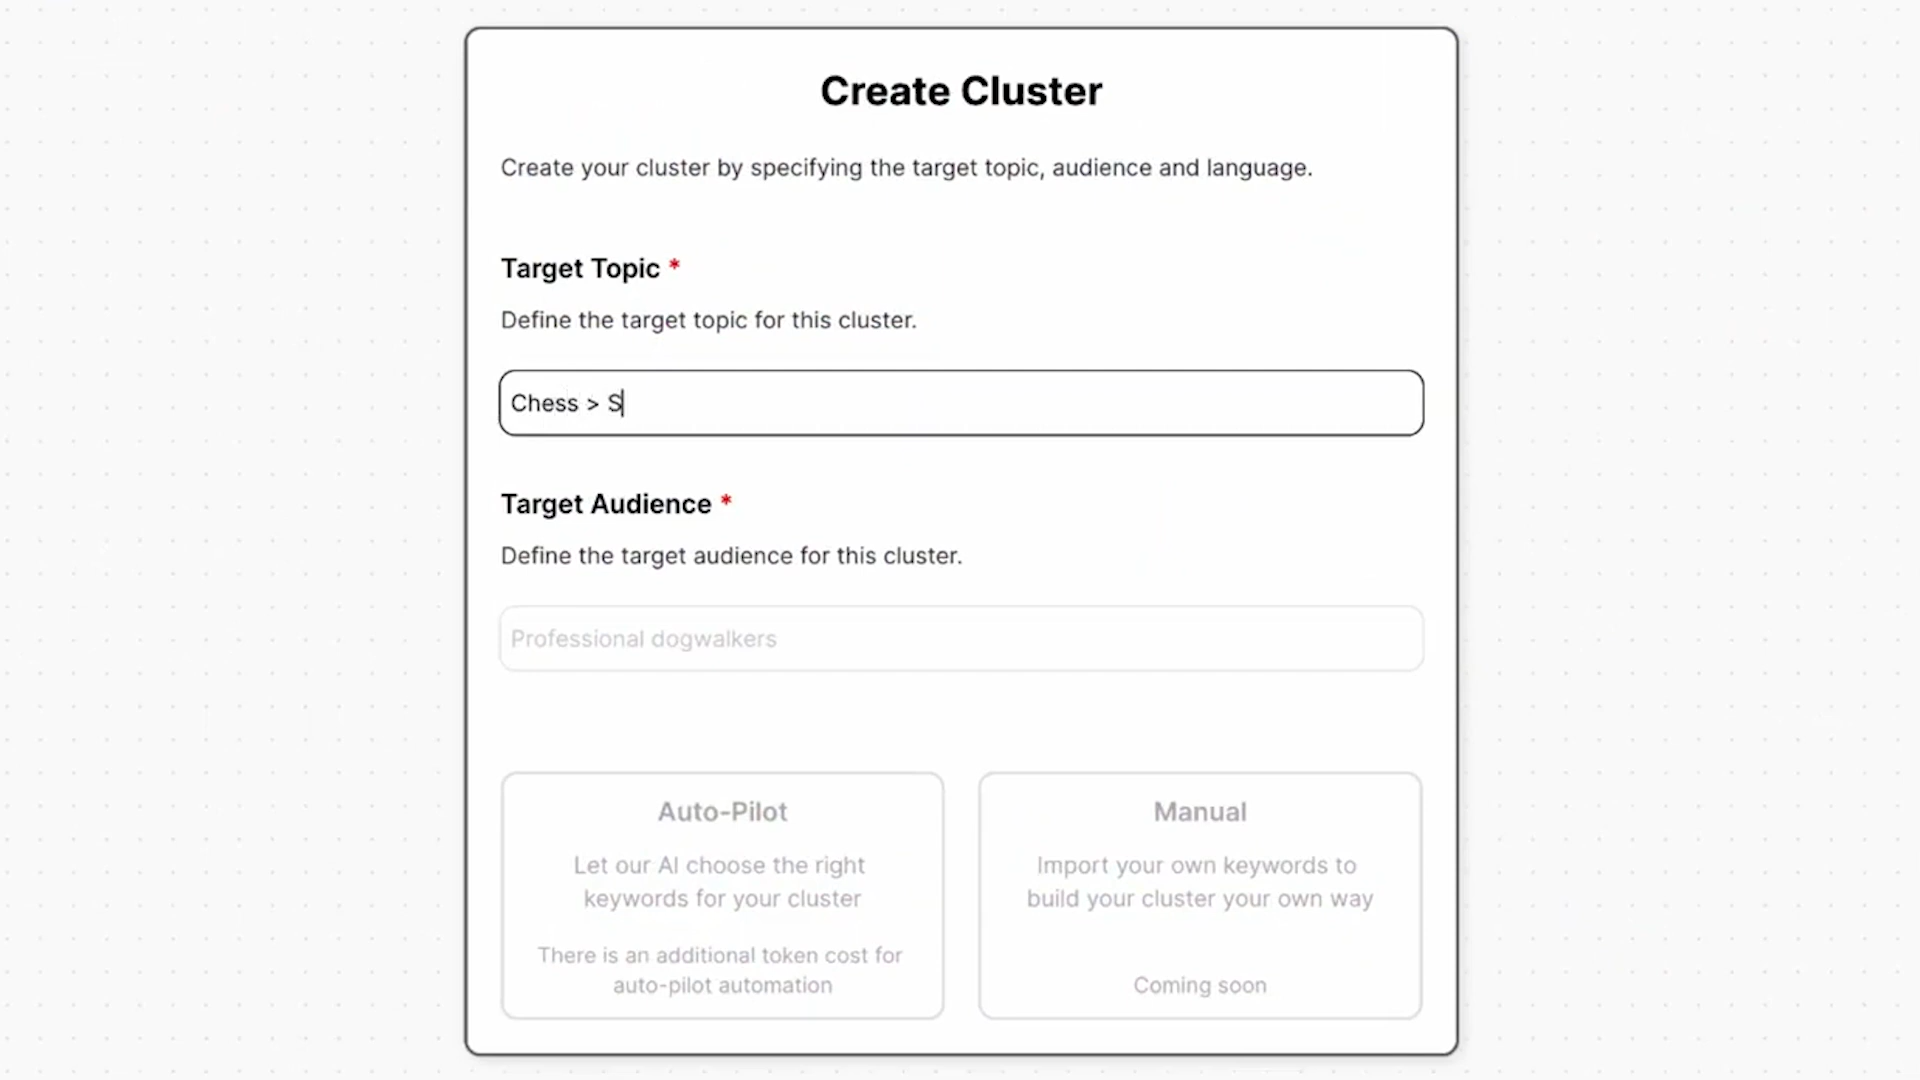 Create Cluster
Create your cluster by specifying the target topic, audience and language.
Target Topic *
Define the target topic for this cluster.
Chess > S
Target Audience *
Define the target audience for this cluster.
Professional dogwalkers
Auto-Pilot
Let our AI choose the right
keywords for your cluster
There is an additional token cost for
auto-pilot automation
Manual
Import your own keywords to
build your cluster your own way
Coming soon